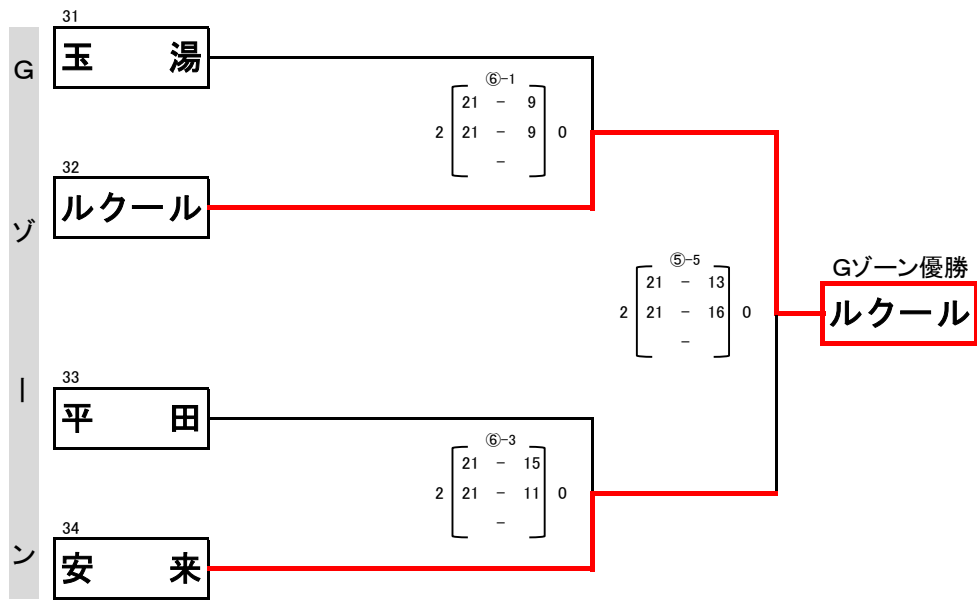 Gゾーン
31
玉 湯
⑥-1
21 - 9
2 21 - 9 0
-
32
ルクール
⑤-5
21 - 13
2 21 - 16 0
-
Gゾーン優勝
ルクール
33
平 田
⑥-3
21 - 15
2 21 - 11 0
-
34
安 来